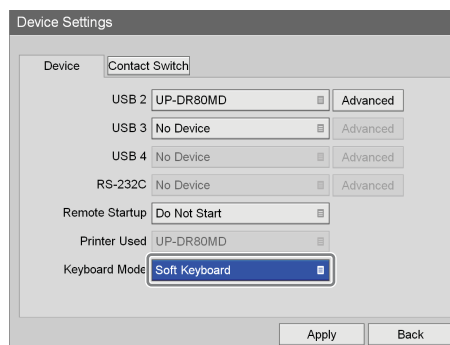 Device Settings
Device Contact Switch
USB 2 UP-DR80MD Advanced
USB 3 No Device Advanced
USB 4 No Device Advanced
RS-232C No Device Advanced
Remote Startup Do Not Start
Printer Used UP-DR80MD
Keyboard Mode Soft Keyboard
Apply Back